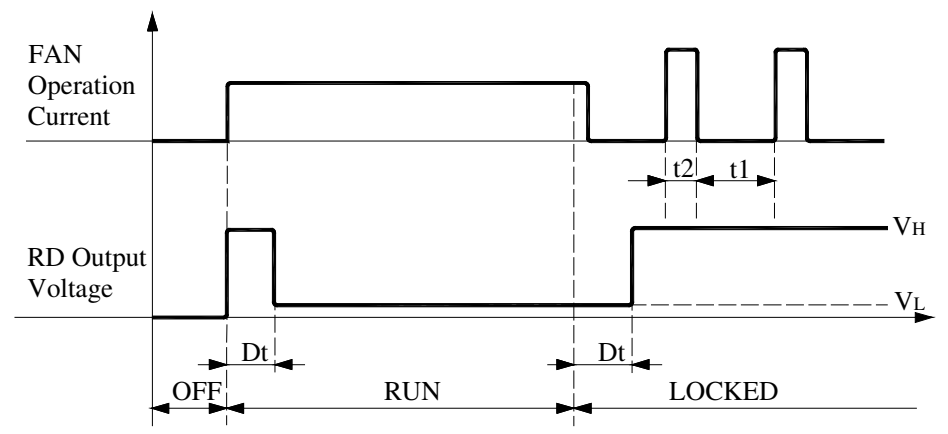 FAN
Operation
Current
t2
t1
VH
RD Output
Voltage
VL
Dt
Dt
OFF
RUN
LOCKED